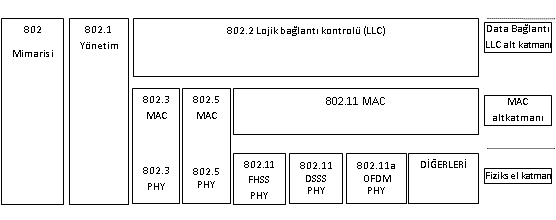 802
Mimarisi
802.1
Yönetim
802.2 Lojik bağlantı kontrolü (LLC)
Data Bağlantı
LLC alt katmanı
802.3
MAC
802.5
MAC
802.11 MAC
MAC
altkatmanı
802.3
PHY
802.5
PHY
802.11
FHSS
PHY
802.11
DSSS
PHY
802.11a
OFDM
PHY
DİĞERLERİ
Fiziksel katman